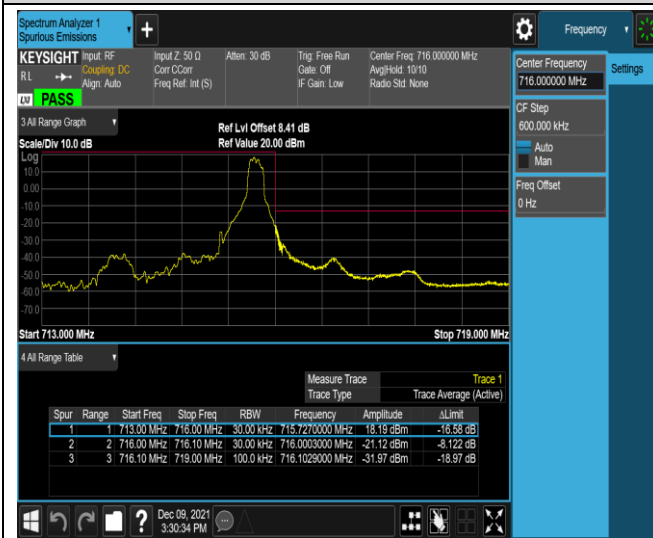 Spectrum Analyzer 1
Spurious Emissions
Frequency
KEYSIGHT
R L
LXI
PASS
Input: RF
Coupling: DC
Align: Auto
Input Z: 50 Ω
Corr CCorr
Freq Ref: Int (S)
Atten: 30 dB
Trig: Free Run
Gate: Off
IF Gain: Low
Center Freq: 716.000000 MHz
Avg|Hold: 10/10
Radio Std: None
Center Frequency
716.000000 MHz
Settings
CF Step
600.000 kHz
Auto
Man
Freq Offset
0 Hz
3 All Range Graph
Scale/Div 10.0 dB
Ref Lvl Offset 8.41 dB
Ref Value 20.00 dBm
Log
10.0
0.00
-10.0
-20.0
-30.0
-40.0
-50.0
-60.0
-70.0
Start 713.000 MHz
Stop 719.000 MHz
4 All Range Table
Measure Trace Trace 1
Trace Type Trace Average (Active)
Spur Range Start Freq Stop Freq RBW Frequency Amplitude ΔLimit
1 1 713.00 MHz 716.00 MHz 30.00 kHz 715.7270000 MHz 18.19 dBm -16.58 dB
2 2 716.00 MHz 716.10 MHz 30.00 kHz 716.0003000 MHz -21.12 dBm -8.122 dB
3 3 716.10 MHz 719.00 MHz 100.0 kHz 716.1029000 MHz -31.97 dBm -18.97 dB
Dec 09, 2021
3:30:34 PM